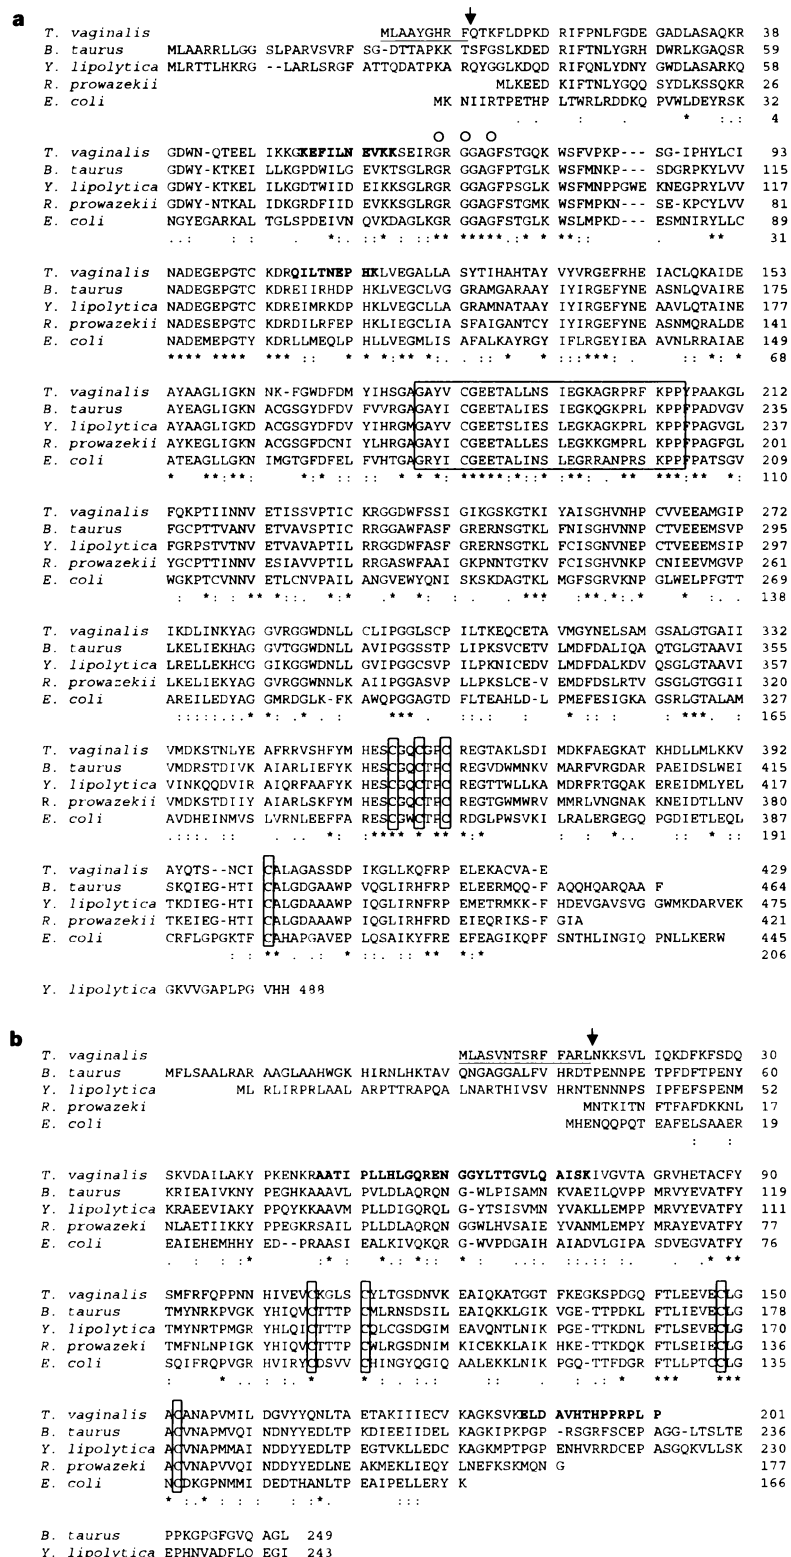 a
T. vaginalis MLAAYGHR FQTKFLDPKD RIFPNLFGDE GADLASAQKR 38
B. taurus MLAARRLLGG SLPARVSVRF SG-DTTAPKK TSFGSLKDED RIFTNLYGRH DWRLKGAQSR 59
Y. lipolytica MLRTTLHKRG --LARLSRGF ATTQDATPKA RQYGGLKDQD RIFQNLYDNY GWDLASARKQ 58
R. prowazekii MLKEED KIFTNLYGQQ SYDLKSSQKR 26
E. coli MK NIIRTPETHP LTWRLRDDKQ PVWLDEYRSK 32
. . : . * :.: 4
T. vaginalis GDWN-QTEEL IKKGKEFILN EVKKSEIRGR GGAGFSTGQK WSFVPKP--- SG-IPHYLCI 93
B. taurus GDWY-KTKEI LLKGPDWILG EVKTSGLRGR GGAGFPTGLK WSFMNKP--- SDGRPKYLVV 115
Y. lipolytica GDWY-KTKEL ILKGDTWIID EIKKSGLRGR GGAGFPSGLK WSFMNPPGWE KNEGPRYLVV 117
R. prowazekii GDWY-NTKAL ILKGRDFIID EVKKSGLRGR GGAGFSTGMK WSFMPKN--- SE-KPCYLVV 81
E. coli NGYEGARKAL TGLSPDEIVN QVKDAGLKGR GGAGFSTGLK WSLMPKD--- ESMNIRYLLC 89
..: : : . *:. :.* : ::** *****.:* * **:: . ** 31
T. vaginalis NADEGEPGTC KDRQILTNEP HKLVEGALLA SYTIHAHTAY VYVRGEFRHE IACLQKAIDE 153
B. taurus NADEGEPGTC KDREIIRHDP HKLVEGCLVG GRAMGARAAY IYIRGEFYNE ASNLQVAIRE 175
Y. lipolytica NADEGEPGTC KDREIMRKDP HKLVEGCLLA GRAMNATAAY IYIRGEFYNE AAVLQTAINE 177
R. prowazekii NADESEPGTC KDRDILRFEP HKLIEGCLIA SFAIGANTCY IYIRGEFYNE ASNMQRALDE 141
E. coli NADEMEPGTY KDRLLMEQLP HLLVEGMLIS AFALKAYRGY IFLRGEYIEA AVNLRRAIAE 149
**** **** *** :: * * *:** *:. . :: * * :::***: . :: *: * 68
T. vaginalis AYAAGLIGKN NK-FGWDFDM YIHSGAGAYV CGEETALLNS IEGKAGRPRF KPPYPAAKGL 212
B. taurus AYEAGLIGKN ACGSGYDFDV FVVRGAGAYI CGEETALIES IEGKQGKPRL KPPFPADVGV 235
Y. lipolytica AYAAGLIGKD ACGSGYDFDV YIHRGMGAYV CGEETSLIES LEGKAGKPRL KPPFPAGVGL 237
R. prowazekii AYKEGLIGKN ACGSGFDCNI YLHRGAGAYI CGEETALLES LEGKKGMPRL KPPFPAGFGL 201
E. coli ATEAGLLGKN IMGTGFDFEL FVHTGAGRYI CGEETALINS LEGRRANPRS KPPFPATSGV 209
* **:**: *:* :: :: * * *: *****:*::* :**: . ** ***:** *: 110
T. vaginalis FQKPTIINNV ETISSVPTIC KRGGDWFSSI GIKGSKGTKI YAISGHVNHP CVVEEAMGIP 272
B. taurus FGCPTTVANV ETVAVSPTIC RRGGAWFASF GRERNSGTKL FNISGHVNNP CTVEEEMSVP 295
Y. lipolytica FGRPSTVTNV ETVAVAPTIL RRGGDWFASF GRERNSGTKL FCISGNVNEP CTVEEEMSIP 297
R. prowazekii YGCPTTINNV ESIAVVPTIL RRGASWFAAI GKPNNTGTKV FCISGHVNKP CNIEEVMGVP 261
E. coli WGKPTCVNNV ETLCNVPAIL ANGVEWYQNI SKSKDAGTKL MGFSGRVKNP GLWELPFGTT 269
: *: : ** *::. *:* .* *: : . . ***: :**.*:.* * :. . 138
T. vaginalis IKDLINKYAG GVRGGWDNLL CLIPGGLSCP ILTKEQCETA VMGYNELSAM GSALGTGAII 332
B. taurus LKELIEKHAG GVTGGWDNLL AVIPGGSSTP LIPKSVCETV LMDFDALIQA QTGLGTAAVI 355
Y. lipolytica LRELLEKHCG GIKGGWDNLL GVIPGGCSVP ILPKNICEDV LMDFDALKDV QSGLGTAAVI 357
R. prowazekii LKELIEKYAG GVRGGWNNLK AIIPGGASVP LLPKSLCE-V EMDFDSLRTV GSGLGTGGII 320
E. coli AREILEDYAG GMRDGLK-FK AWQPGGAGTD FLTEAHLD-L PMEFDSIGKA GSRLGTALAM 327
:::::.:.* *: .* . : *** . ::.: : * :: : : ***. : 165
T. vaginalis VMDKSTNLYE AFRRVSHFYM HESCGQCGPC REGTAKLSDI MDKFAEGKAT KHDLLMLKKV 392
B. taurus VMDRSTDIVK AIARLIEFYK HESCGQCTPC REGVDWMNKV MARFVRGDAR PAEIDSLWEI 415
Y. lipolytica VINKQQDVIR AIQRFAAFYK HESCGQCTPC REGTTWLLKA MDRFRTGQAK EREIDMLYEL 417
R. prowazekii VMDKSTDIIY AIARLSKFYM HESCGQCTPC REGTGWMWRV MMRLVNGNAK KNEIDTLLNV 380
E. coli AVDHEINMVS LVRNLEEFFA RESCGWCTPC RDGLPWSVKI LRALERGEGQ PGDIETLEQL 387
.:::. :: . .: *: :**** * ** *:* : : *.. :: * :: 191
T. vaginalis AYQTS--NCI CALAGASSDP IKGLLKQFRP ELEKACVA-E 429
B. taurus SKQIEG-HTI CALGDGAAWP VQGLIRHFRP ELEERMQQ-F AQQHQARQAA F 464
Y. lipolytica TKDIEG-HTI CALGDAAAWP IQGLIRNFRP EMETRMKK-F HDEVGAVSVG GWMKDARVEK 475
R. prowazekii TKEIEG-HTI CALGDAAAWP IQGLIRHFRD EIEQRIKS-F GIA 421
E. coli CRFLGPGKTF CAHAPGAVEP LQSAIKYFRE EFEAGIKQPF SNTHLINGIQ PNLLKERW 445
: : ** . .: * ::. :: ** *:* 206
Y. lipolytica GKVVGAPLPG VHH 488
b
T. vaginalis MLASVNTSRF FARLNKKSVL IQKDFKFSDQ 30
B. taurus MFLSAALRAR AAGLAAHWGK HIRNLHKTAV QNGAGGALFV HRDTPENNPE TPFDFTPENY 60
Y. lipolytica ML RLIRPRLAAL ARPTTRAPQA LNARTHIVSV HRNTENNPS IPFEFSPENM 52
R. prowazeki MNTKITN FTFAFDKKNL 17
E. coli MHENQQPQT EAFELSAAER 19
: : 
T. vaginalis SKVDAILAKY PKENKRAATI PLLHLGQREN GGYLTTGVLQ AISKIVGVTA GRVHETACFY 90
B. taurus KRIEAIVKNY PEGHKAAAVL PVLDLAQRQN G-WLPISAMN KVAEILQVPP MRVYEVATFY 119
Y. lipolytica KRAEEVIAKY PPQYKKAAVM PLLDIGQRQL G-YTSISVMN YVAKLLEMPP MRVYEVATFY 111
R. prowazeki NLAETIIKKY PPEGKRSAIL PLLDLAQRQN GGWLHVSAIE YVANMLEMPY MRAYEVATFY 77
E. coli EAIEHEMHHY ED--PRAASI EALKIVQKQR G-WVPDGAIH AIADVLGIPA SDVEGVATFY 76
. : :* :* : *.: *:: * : ..:. :..:: :. . .* ** 
T. vaginalis SMFRFQPPNN HIVEVCKGLS CYLTGSDNVK EAIQKATGGT FKEGKSPDGQ FTLEEVECLG 150
B. taurus TMYNRKPVGK YHIQVCTTTP CMLRNSDSIL EAIQKKLGIK VGE-TTPDKL FTLIEVECLG 178
Y. lipolytica TMYNRTPMGR YHLQICTTTP CQLCGSDGIM EAVQNTLNIK PGE-TTKDNL FTLSEVECLG 170
R. prowazeki TMFNLNPIGK YHIQVCTTTP CWLRGSDNIM KICEKKLAIK HKE-TTKDQK FTLSEVECLG 136
E. coli SQIFRQPVGR HVIRYCDSVV CHINGYQGIQ AALEKKLNIK PGQ-TTFDGR FTLLPTCCLG 135
: * .. : :. * * : . :.: :: . : .: * *** . *** 
T. vaginalis ACANAPVMIL DGVYYQNLTA ETAKIIIECV KAGKSVKELD AVHTHPPRPL P 201
B. taurus ACVNAPMVQI NDNYYEDLTP KDIEEIIDEL KAGKIPKPGP -RSGRFSCEP AGG-LTSLTE 236
Y. lipolytica ACVNAPMMAI NDDYYEDLTP EGTVKLLEDC KAGKMPTPGP ENHVRRDCEP ASGQKVLLSK 230
R. prowazeki ACVNAPVVQI NDDYYEDLNE AKMEKLIEQY LNEFKSKMQN G 177
E. coli NCDKGPNMMI DEDTHANLTP EAIPELLERY K 166
* :.* : : : : :*. ::: 
B. taurus PPKGPGFGVQ AGL 249
Y. lipolytica EPHNVADFLQ EGI 243